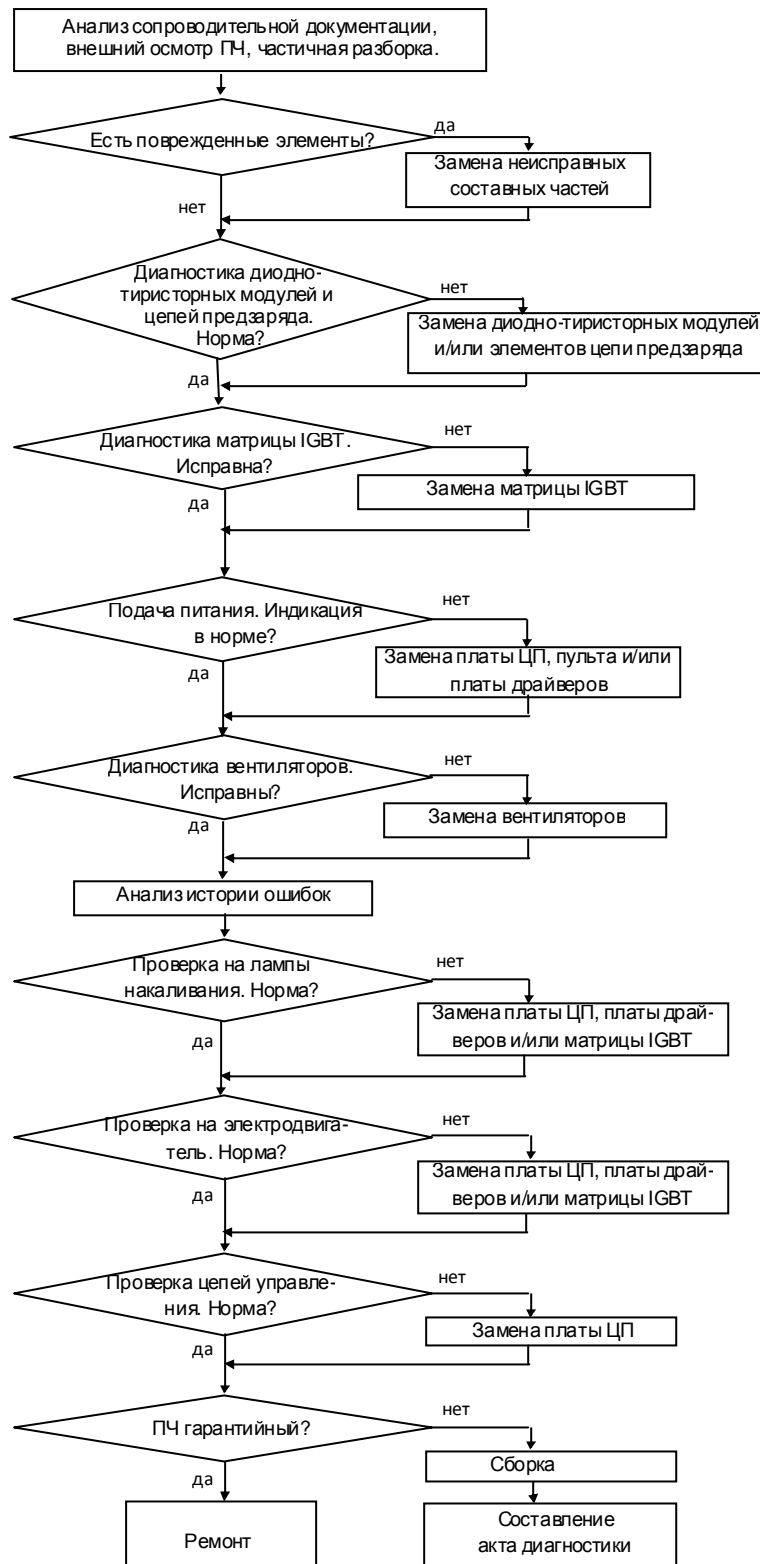 Анализ сопроводительной документации,
внешний осмотр ПЧ, частичная разборка.
Есть поврежденные элементы?
да
Замена неисправных
составных частей
нет
Диагностика диодно-
тиристорных модулей и
цепей предзаряда.
Норма?
нет
Замена диодно-тиристорных модулей
и/или элементов цепи предзаряда
да
Диагностика матрицы IGBT.
Исправна?
нет
Замена матрицы IGBT
да
Подача питания. Индикация
в норме?
нет
Замена платы ЦП, пульта и/или
платы драйверов
да
Диагностика вентиляторов.
Исправны?
нет
Замена вентиляторов
да
Анализ истории ошибок
Проверка на лампы
накаливания. Норма?
нет
Замена платы ЦП, платы драй-
веров и/или матрицы IGBT
да
Проверка на электродвига-
тель. Норма?
нет
Замена платы ЦП, платы драй-
веров и/или матрицы IGBT
да
Проверка цепей управле-
ния. Норма?
нет
Замена платы ЦП
да
ПЧ гарантийный?
нет
Сборка
да
Ремонт
Составление
акта диагностики